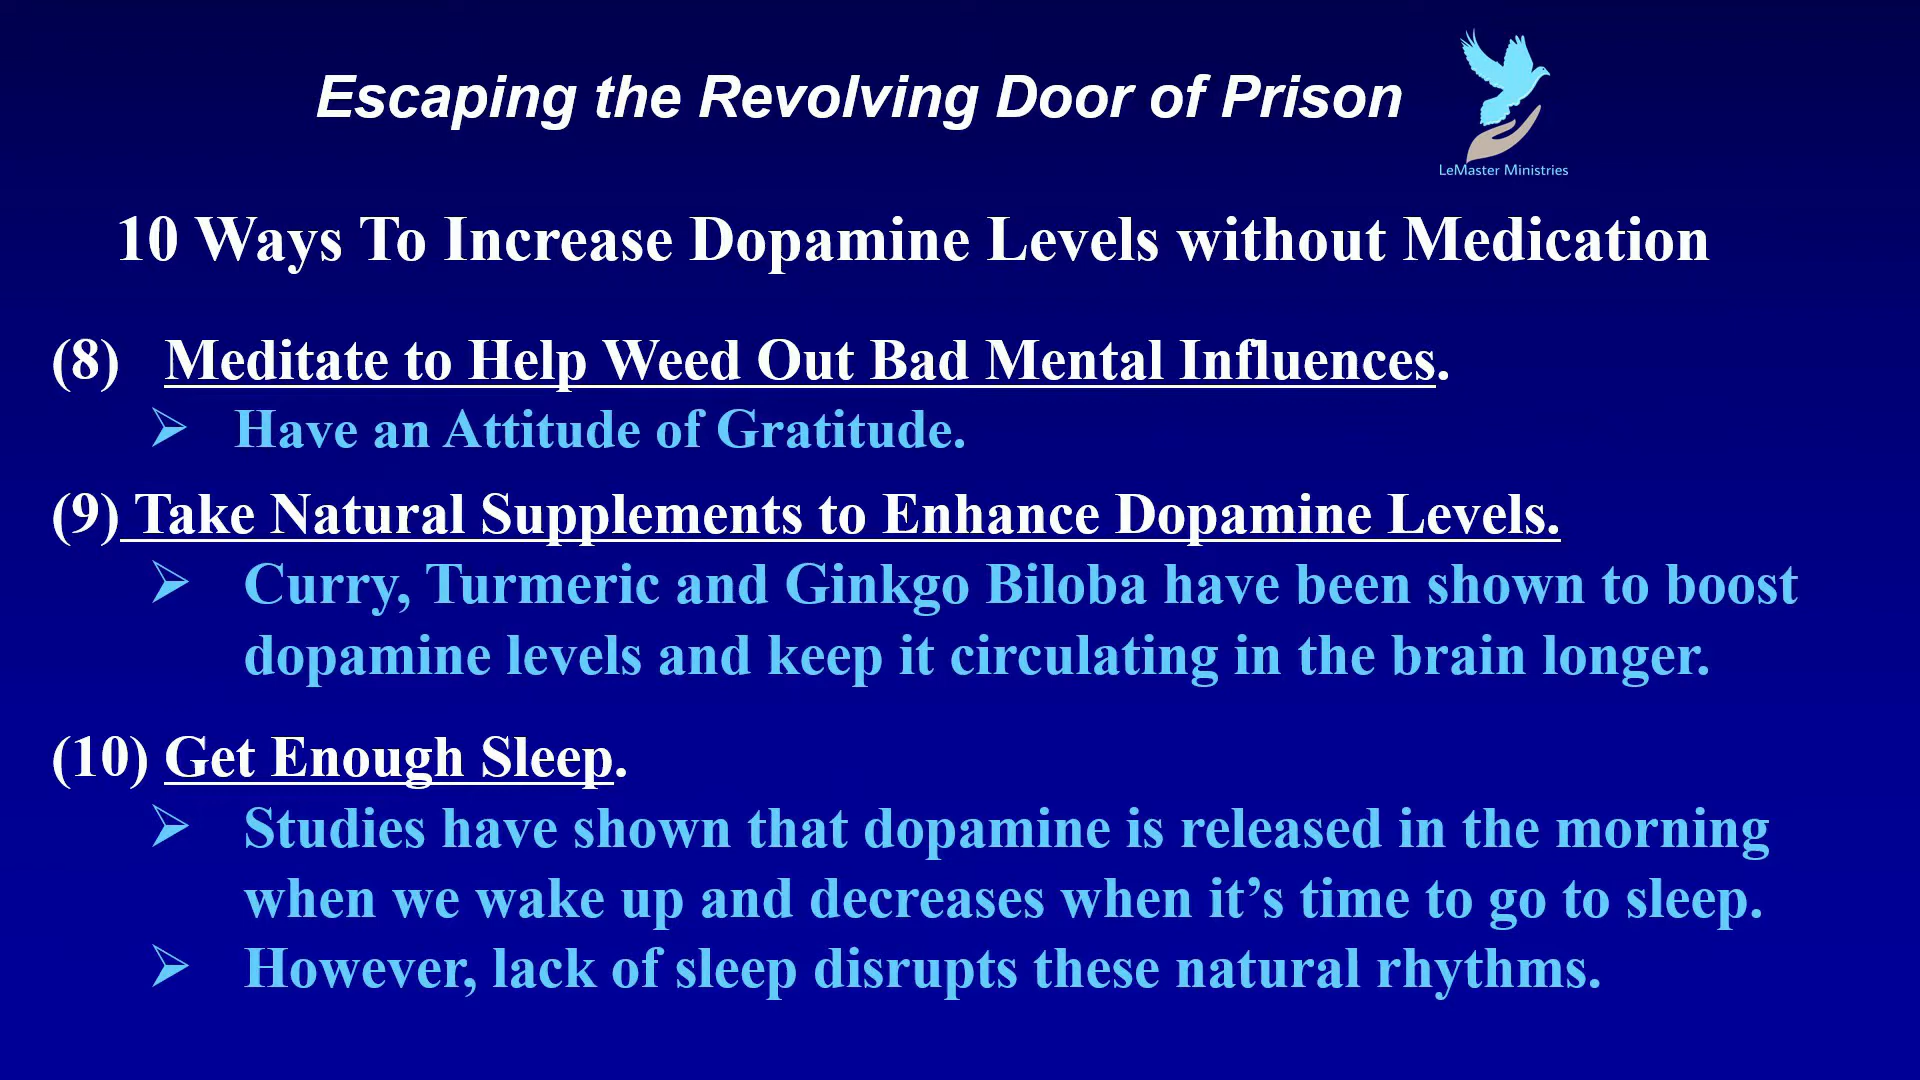 Escaping the Revolving Door of Prison
LeMaster Ministries
10 Ways To Increase Dopamine Levels without Medication
(8) Meditate to Help Weed Out Bad Mental Influences.
➢ Have an Attitude of Gratitude.
(9) Take Natural Supplements to Enhance Dopamine Levels.
➢ Curry, Turmeric and Ginkgo Biloba have been shown to boost
dopamine levels and keep it circulating in the brain longer.
(10) Get Enough Sleep.
➢ Studies have shown that dopamine is released in the morning
when we wake up and decreases when it’s time to go to sleep.
➢ However, lack of sleep disrupts these natural rhythms.